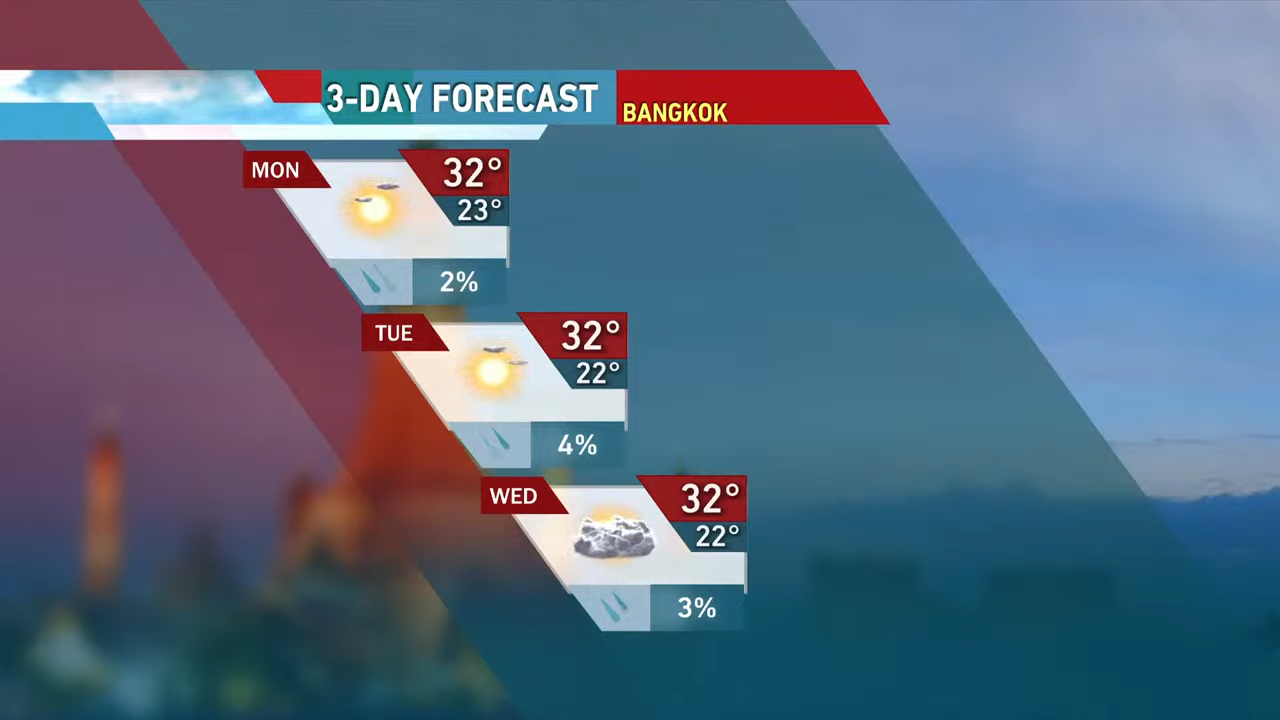 3-DAY FORECAST
BANGKOK
MON
32°
23°
2%
TUE
32°
22°
4%
WED
32°
22°
3%